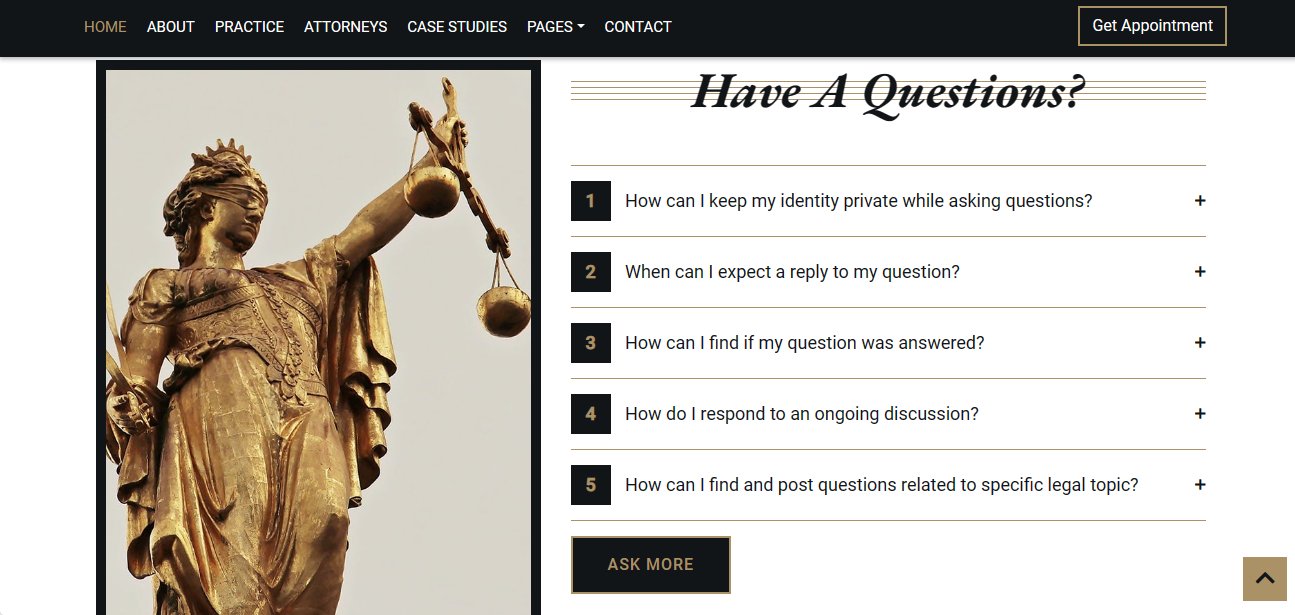 HOME ABOUT PRACTICE ATTORNEYS CASE STUDIES PAGES CONTACT Get Appointment
Have A Questions?
1 How can I keep my identity private while asking questions? +
2 When can I expect a reply to my question? +
3 How can I find if my question was answered? +
4 How do I respond to an ongoing discussion? +
5 How can I find and post questions related to specific legal topic? +
ASK MORE